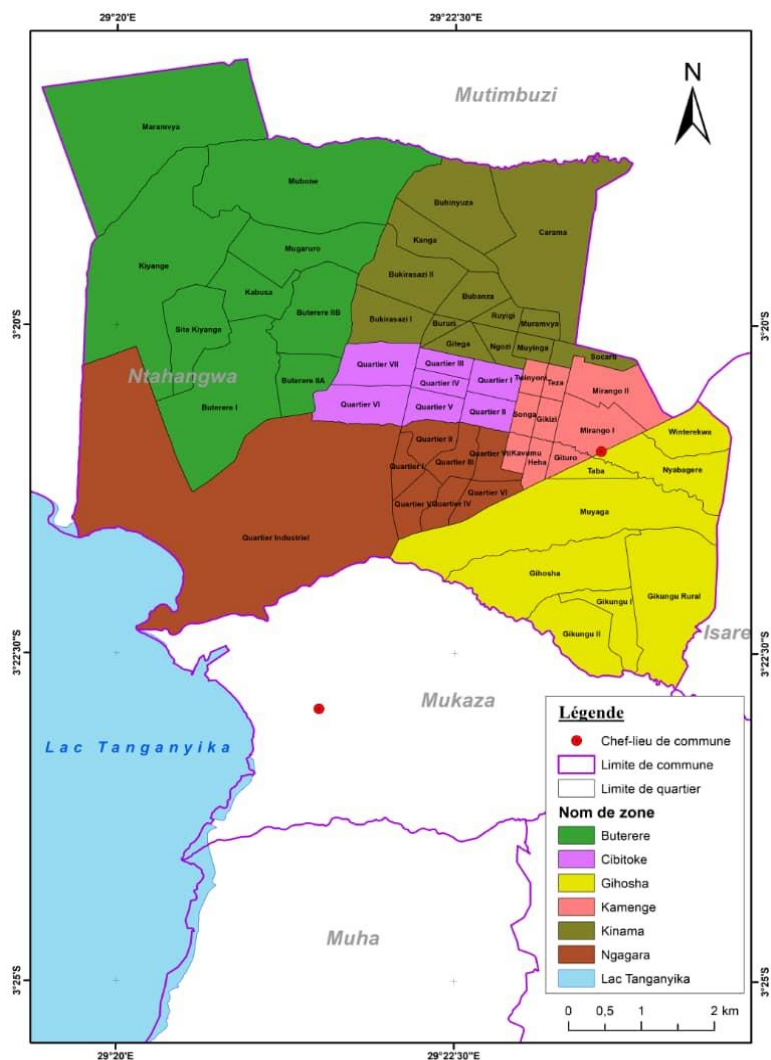 29°20'E
29°22'30"E
N
Mutimbuzi
Maramvya
Mubone
Buhinyuza
Carama
Kanga
Kiyange
Mugaruro
Bukirasazi II
Kabusa
Bubanza
Buterere IIB
Ruyigi
Muramvya
Bukirasazi I
Buruzi
Site Kiyange
Gitega
Ngozi
Muyinga
Socaru
3°20'S
3°20'S
Quartier VII
Quartier III
Quartier I
Twinyoni
Teza
Mirango II
Ntahangwa
Buterere IIA
Quartier IV
Buterere I
Quartier VI
Quartier V
Quartier II
Songa
Gikizi
Mirango I
Winterekwa
Quartier II
Quartier I
Quartier III
Quartier VII
Kavumu
Heha
Gituro
Taba
Nyabagere
Quartier V
Quartier IV
Quartier VI
Muyaga
Quartier Industriel
Gihosha
Gikungu I
Gikungu Rural
Gikungu II
Isare
3°22'30"S
3°22'30"S
Mukaza
Lac Tanganyika
Muha
Légende
Chef-lieu de commune
Limite de commune
Limite de quartier
Nom de zone
Buterere
Cibitoke
Gihosha
Kamenge
Kinama
Ngagara
Lac Tanganyika
0 0,5 1 2 km
3°25'S
3°25'S
29°20'E
29°22'30"E